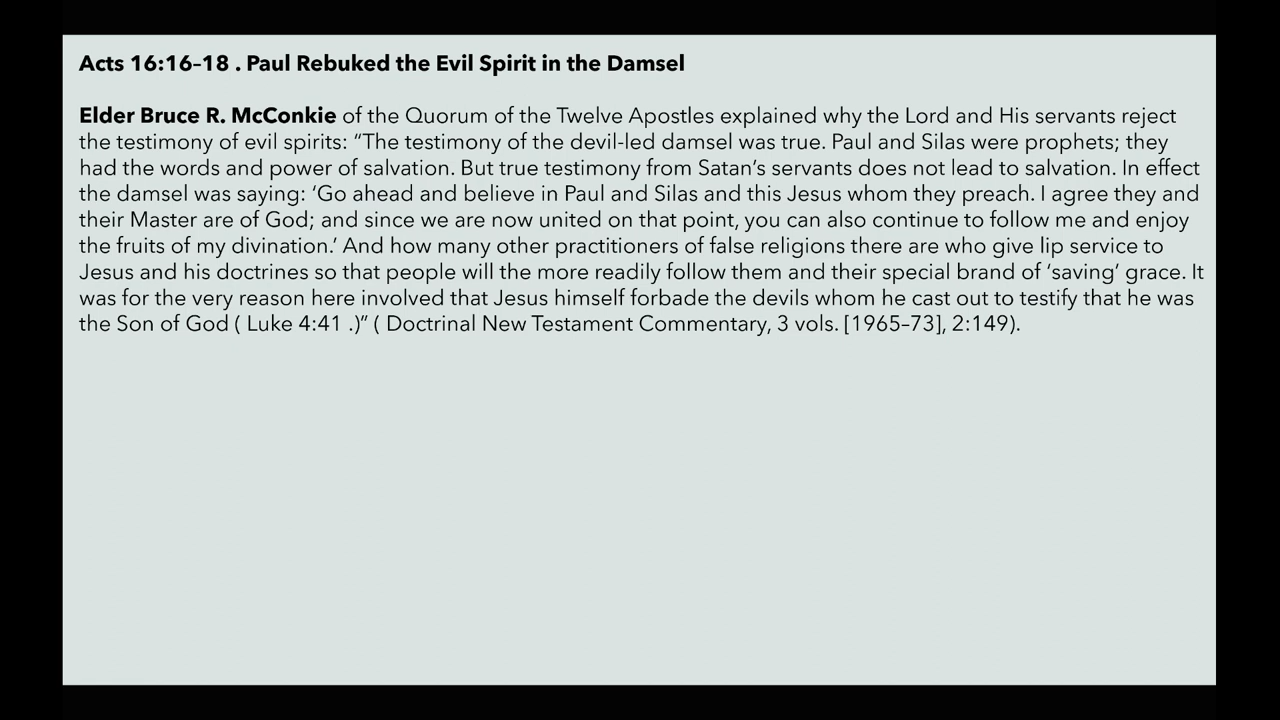 Acts 16:16–18 . Paul Rebuked the Evil Spirit in the Damsel
Elder Bruce R. McConkie of the Quorum of the Twelve Apostles explained why the Lord and His servants reject
the testimony of evil spirits: “The testimony of the devil-led damsel was true. Paul and Silas were prophets; they
had the words and power of salvation. But true testimony from Satan’s servants does not lead to salvation. In effect
the damsel was saying: ‘Go ahead and believe in Paul and Silas and this Jesus whom they preach. I agree they and
their Master are of God; and since we are now united on that point, you can also continue to follow me and enjoy
the fruits of my divination.’ And how many other practitioners of false religions there are who give lip service to
Jesus and his doctrines so that people will the more readily follow them and their special brand of ‘saving’ grace. It
was for the very reason here involved that Jesus himself forbade the devils whom he cast out to testify that he was
the Son of God ( Luke 4:41 .)” ( Doctrinal New Testament Commentary, 3 vols. [1965–73], 2:149).